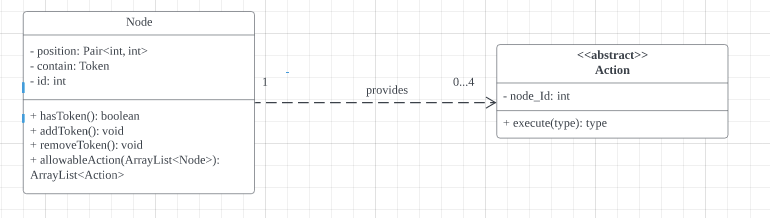 Node
- position: Pair<int, int>
- contain: Token
- id: int
+ hasToken(): boolean
+ addToken(): void
+ removeToken(): void
+ allowableAction(ArrayList<Node>):
ArrayList<Action>
1
provides
0...4
<<abstract>>
Action
- node_Id: int
+ execute(type): type